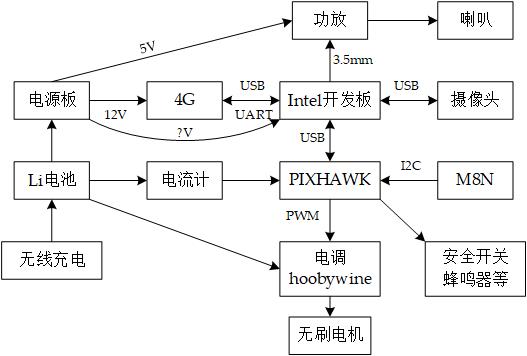 功放
喇叭
5V
3.5mm
电源板
4G
USB
Intel开发板
USB
摄像头
12V
UART
?V
USB
Li电池
电流计
PIXHAWK
I2C
M8N
PWM
无线充电
电调
hoobywine
安全开关
蜂鸣器等
无刷电机